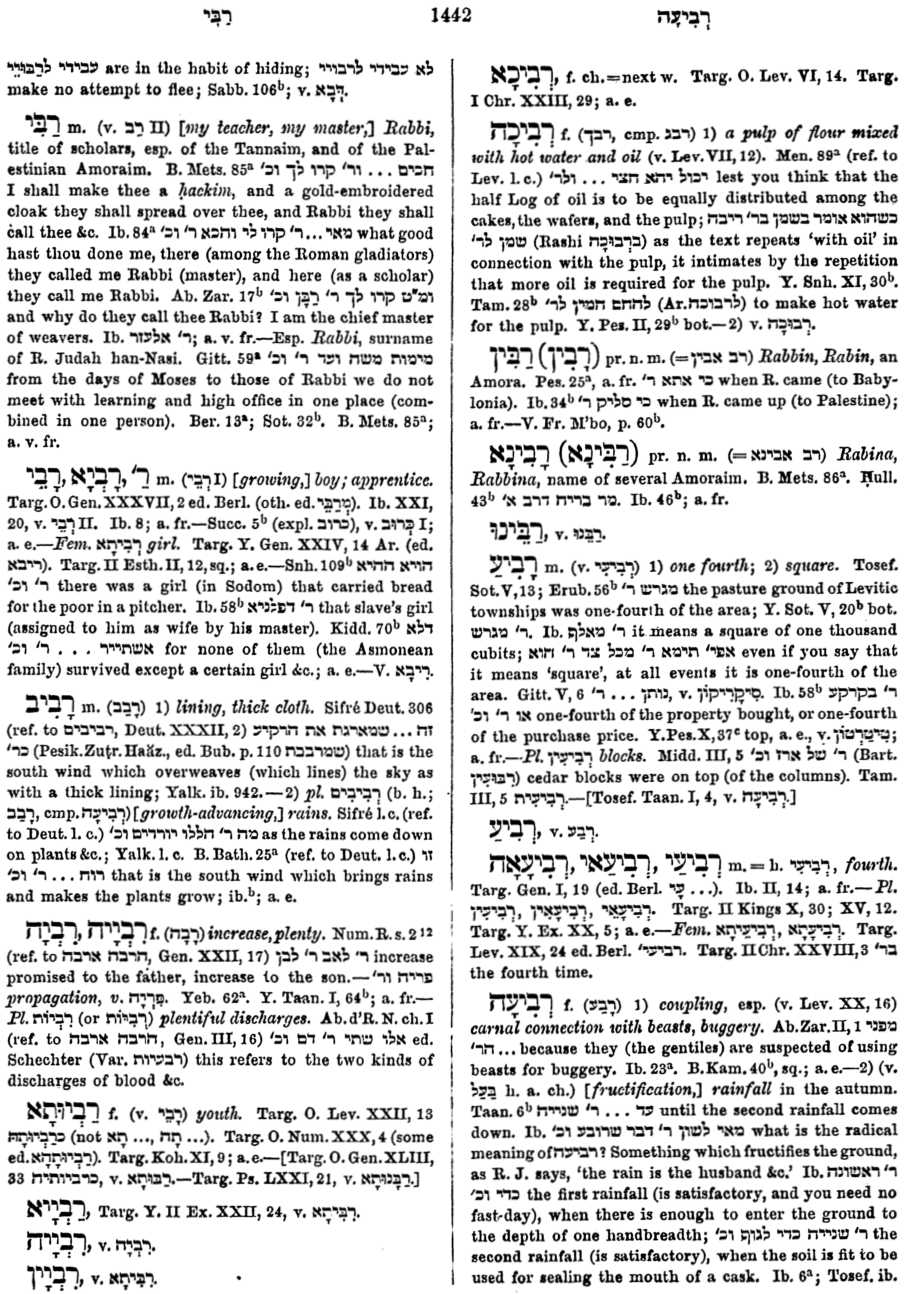 רַבִּי 1442 רְבִיעָה
לא עבידי לרבויי are in the habit of hiding; עבידי לרַבּוּיֵי
make no attempt to flee; Sabb. 106b; v. הֲבָא.
רַבִּי m. (v. רַב II) [my teacher, my master,] Rabbi,
title of scholars, esp. of the Tannaim, and of the Pal-
estinian Amoraim. B. Mets. 85a חכים ... ור׳ קרו לך וכ׳
I shall make thee a ḥackim, and a gold-embroidered
cloak they shall spread over thee, and Rabbi they shall
call thee &c. Ib. 84a מאי ... ר׳ קרו לי והכא ר׳ וכ׳ what good
hast thou done me, there (among the Roman gladiators)
they called me Rabbi (master), and here (as a scholar)
they call me Rabbi. Ab. Zar. 17b ומ״ט קרו לך ר׳ רַבָּן וכ׳
and why do they call thee Rabbi? I am the chief master
of weavers. Ib. ר׳ אלעזר; a. v. fr.—Esp. Rabbi, surname
of R. Judah han-Nasi. Gitt. 59a מימות משה ועד ר׳ וכ׳
from the days of Moses to those of Rabbi we do not
meet with learning and high office in one place (com-
bined in one person). Ber. 13a; Sot. 32b. B. Mets. 85a;
a. v. fr.
רָבֵי, רָבְיָא, רַ׳ m. (רְבֵי I) [growing,] boy; apprentice.
Targ. O. Gen. XXXVII, 2 ed. Berl. (oth. ed. מְרַבֵּי). Ib. XXI,
20, v. רְבֵי II. Ib. 8; a. fr.—Succ. 5b (expl. כרוב), v. כְּרוּב I;
a. e.—Fem. רָבִיתָא girl. Targ. Y. Gen. XXIV, 14 Ar. (ed.
ריבא). Targ. II Esth. II, 12, sq.; a. e.—Snh. 109b הויא ההיא
ר׳ וכ׳ there was a girl (in Sodom) that carried bread
for the poor in a pitcher. Ib. 58b ר׳ דפלניא that slave's girl
(assigned to him as wife by his master). Kidd. 70b דלא
אשתייר ... ר׳ וכ׳ for none of them (the Asmonean
family) survived except a certain girl &c.; a. e.—V. רִיבָא.
רָבִיב m. (רבב) 1) lining, thick cloth. Sifré Deut. 306
(ref. to רביבים, Deut. XXXII, 2) זה ... שמארגת את הרקיע
כר׳ (Pesik. Zuṭr. Haäz., ed. Bub. p. 110 שמרבבת) that is the
south wind which overweaves (which lines) the sky as
with a thick lining; Yalk. ib. 942.—2) pl. רְבִיבִים (b. h.;
רבב, cmp. רְבִיעָה) [growth-advancing,] rains. Sifré l. c. (ref.
to Deut. l. c.) מה ר׳ הללו יורדים וכ׳ as the rains come down
on plants &c.; Yalk. l. c. B. Bath. 25a (ref. to Deut. l. c.) זו
רוח ... ר׳ וכ׳ that is the south wind which brings rains
and makes the plants grow; ib.b; a. e.
רִבְיָה, רִבְיָיה f. (רָבָה) increase, plenty. Num. R. s. 2 12
(ref. to הרבה ארבה, Gen. XXII, 17) ר׳ לאב ר׳ לבן increase
promised to the father, increase to the son.—פריה ור׳
propagation, v. פְּרִיָּה. Yeb. 62a. Y. Taan. I, 64b; a. fr.—
Pl. רְבִיּוֹת (or רִבְיוֹת) plentiful discharges. Ab. d'R. N. ch. I
(ref. to הרבה ארבה, Gen. III, 16) אלו שתי ר׳ דם וכ׳ ed.
Schechter (Var. רבעיות) this refers to the two kinds of
discharges of blood &c.
רַבְיוּתָא f. (v. רָבֵי) youth. Targ. O. Lev. XXII, 13
כרַבְיוּתַהּ (not תָא ..., תָה ...). Targ. O. Num. XXX, 4 (some
ed. רַבְיוּתָהָא). Targ. Koh. XI, 9; a. e.—[Targ. O. Gen. XLIII,
33 כרביותיה, v. רַבּוּתָא.—Targ. Ps. LXXI, 21, v. רַבָּנוּתָא.]
רִבְיָיא, Targ. Y. II Ex. XXII, 24, v. רִבִּיתָא.
רִבְיָיה, v. רִבְיָה.
רִבְיָין, v. רִבִּיתָא.
רְבִיכָא, f. ch.=next w. Targ. O. Lev. VI, 14. Targ.
I Chr. XXIII, 29; a. e.
רְבִיכָה f. (רבך, cmp. רבג) 1) a pulp of flour mixed
with hot water and oil (v. Lev. VII, 12). Men. 89a (ref. to
Lev. l. c.) יכול יהא חצי ... ולר׳ lest you think that the
half Log of oil is to be equally distributed among the
cakes, the wafers, and the pulp; כשהוא אומר בשמן בר׳ ריבה
שמן לר׳ (Rashi ברבוכה) as the text repeats 'with oil' in
connection with the pulp, it intimates by the repetition
that more oil is required for the pulp. Y. Snh. XI, 30b.
Tam. 28b להחם חמין לר׳ (Ar. לרבוכה) to make hot water
for the pulp. Y. Pes. II, 29b bot.—2) v. רְבוּכָה.
רַבִּין (רָבִין) pr. n. m. (=רב אבין) Rabbin, Rabin, an
Amora. Pes. 25a, a. fr. כי אתא ר׳ when R. came (to Baby-
lonia). Ib. 34b כי סליק ר׳ when R. came up (to Palestine);
a. fr.—V. Fr. M'bo, p. 60b.
רָבִינָא (רַבִּינָא) pr. n. m. (=רב אבינא) Rabina,
Rabbina, name of several Amoraim. B. Mets. 86a. Ḥull.
43b מר בריה דרב א׳. Ib. 46b; a. fr.
רַבֵּינוּ, v. רַבֵּנוּ.
רָבִיעַ m. (v. רְבִיעִי) 1) one fourth; 2) square. Tosef.
Sot. V, 13; Erub. 56b מגרש ר׳ the pasture ground of Levitic
townships was one-fourth of the area; Y. Sot. V, 20b bot.
ר׳ מגרש. Ib. ר׳ מאלף it means a square of one thousand
cubits; אפי׳ תימא ר׳ מכל צד ר׳ הוא even if you say that
it means 'square', at all events it is one-fourth of the
area. Gitt. V, 6 נותן ... ר׳, v. סִיקָרִיקוֹן. Ib. 58b ר׳ בקרקע
או ר׳ וכ׳ one-fourth of the property bought, or one-fourth
of the purchase price. Y. Pes. X, 37c top, a. e., v. טֵיטַרְטוֹן;
a. fr.—Pl. רְבִיעִין blocks. Midd. III, 5 ר׳ של ארז וכ׳ (Bart.
רִבּוּעִין) cedar blocks were on top (of the columns). Tam.
III, 5 רביעית.—[Tosef. Taan. I, 4, v. רְבִיעָה.]
רְבִיעַ, v. רבע.
רְבִיעַי, רְבִיעָאִי, רְבִיעָאָה m. = h. רְבִיעִי, fourth.
Targ. Gen. I, 19 (ed. Berl. עָי ...). Ib. II, 14; a. fr.—Pl.
רְבִיעָאֵי, רְבִיעָאִין, רְבִיעִין. Targ. II Kings X, 30; XV, 12.
Targ. Y. Ex. XX, 5; a. e.—Fem. רְבִיעָתָא, רְבִיעֵיתָא. Targ.
Lev. XIX, 24 ed. Berl. רביעי׳. Targ. II Chr. XXVIII, 3 בר׳
the fourth time.
רְבִיעָה f. (רָבַע) 1) coupling, esp. (v. Lev. XX, 16)
carnal connection with beasts, buggery. Ab. Zar. II, 1 מפני
הר׳ ... because they (the gentiles) are suspected of using
beasts for buggery. Ib. 23a. B. Kam. 40b, sq.; a. e.—2) (v.
בָּעַל h. a. ch.) [fructification,] rainfall in the autumn.
Taan. 6b עד ... ר׳ שנייה until the second rainfall comes
down. Ib. מאי לשון ר׳ דבר שרובע וכ׳ what is the radical
meaning of רביעה? Something which fructifies the ground,
as R. J. says, 'the rain is the husband &c.' Ib. ר׳ ראשונה
כדי וכ׳ the first rainfall (is satisfactory, and you need no
fast-day), when there is enough to enter the ground to
the depth of one handbreadth; ר׳ שנייה כדי לגוף וכ׳ the
second rainfall (is satisfactory), when the soil is fit to be
used for sealing the mouth of a cask. Ib. 6a; Tosef. ib.